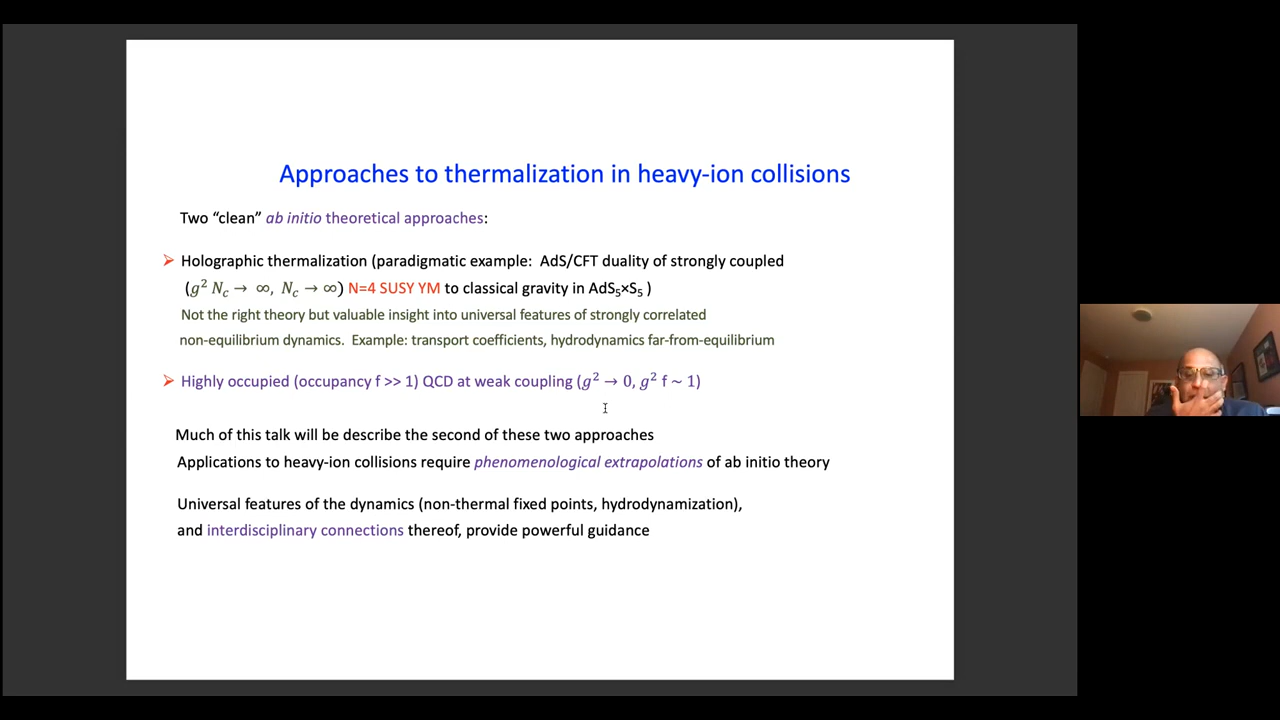 Approaches to thermalization in heavy-ion collisions
Two “clean” ab initio theoretical approaches:
➢ Holographic thermalization (paradigmatic example: AdS/CFT duality of strongly coupled
(g² N_c → ∞, N_c → ∞) N=4 SUSY YM to classical gravity in AdS₅×S₅ )
Not the right theory but valuable insight into universal features of strongly correlated
non-equilibrium dynamics. Example: transport coefficients, hydrodynamics far-from-equilibrium
➢ Highly occupied (occupancy f >> 1) QCD at weak coupling (g² → 0, g² f ~ 1)
Much of this talk will be describe the second of these two approaches
Applications to heavy-ion collisions require phenomenological extrapolations of ab initio theory
Universal features of the dynamics (non-thermal fixed points, hydrodynamization),
and interdisciplinary connections thereof, provide powerful guidance